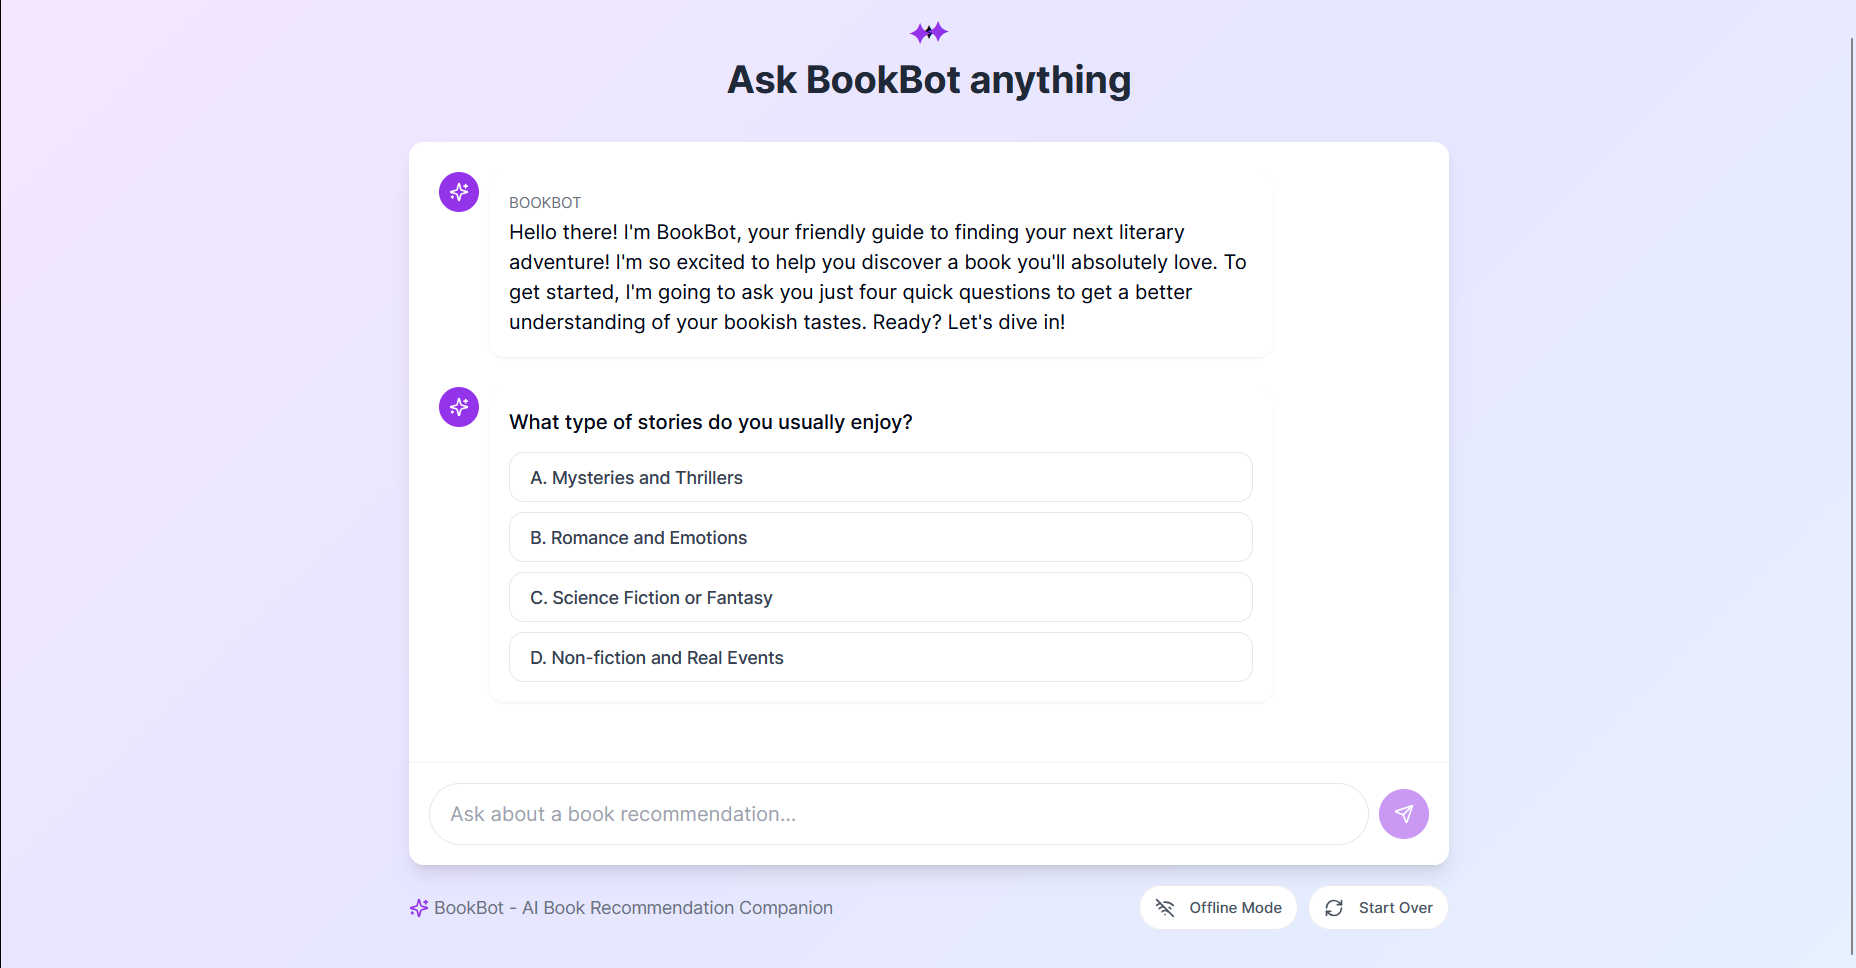 Ask BookBot anything
BOOKBOT
Hello there! I'm BookBot, your friendly guide to finding your next literary
adventure! I'm so excited to help you discover a book you'll absolutely love. To
get started, I'm going to ask you just four quick questions to get a better
understanding of your bookish tastes. Ready? Let's dive in!
What type of stories do you usually enjoy?
A. Mysteries and Thrillers
B. Romance and Emotions
C. Science Fiction or Fantasy
D. Non-fiction and Real Events
Ask about a book recommendation...
BookBot - AI Book Recommendation Companion
Offline Mode
Start Over